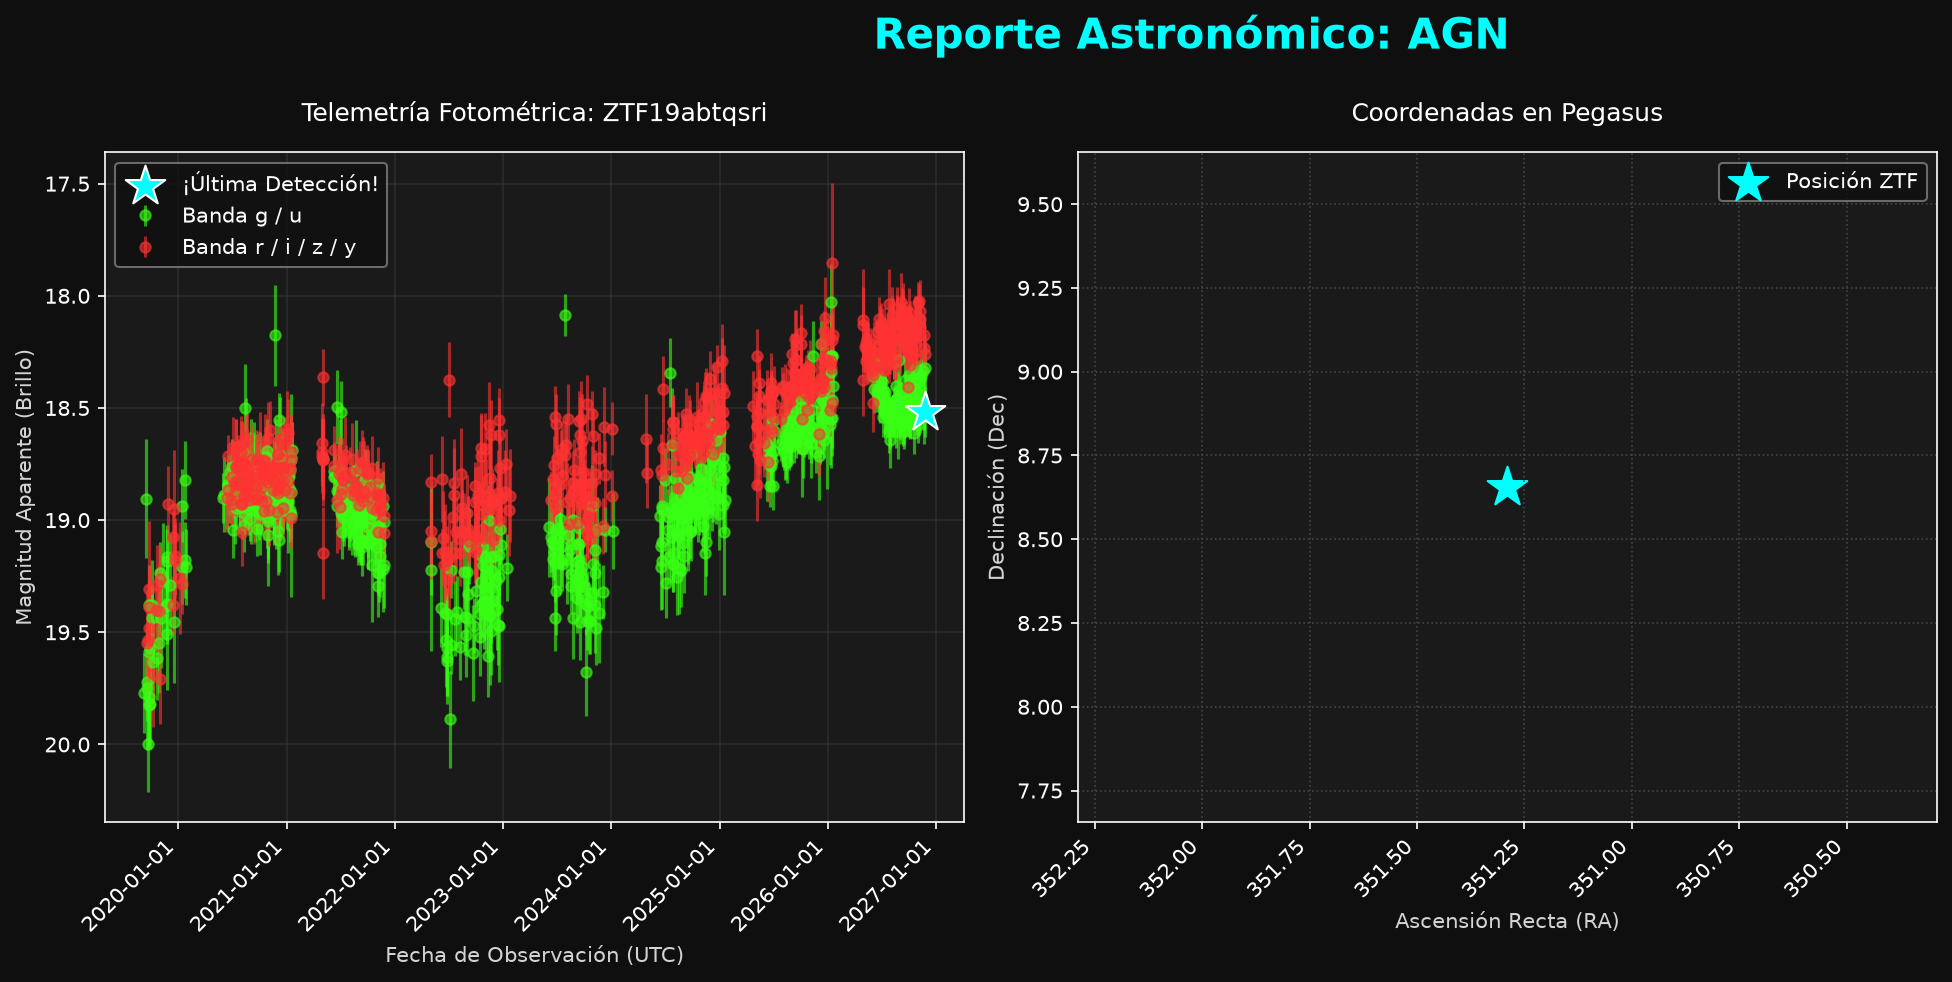 Reporte Astronómico: AGN
Telemetría Fotométrica: ZTF19abtqsri
¡Última Detección!
Banda g / u
Banda r / i / z / y
Magnitud Aparente (Brillo)
17.5
18.0
18.5
19.0
19.5
20.0
2020-01-01
2021-01-01
2022-01-01
2023-01-01
2024-01-01
2025-01-01
2026-01-01
2027-01-01
Fecha de Observación (UTC)
Coordenadas en Pegasus
Posición ZTF
Declinación (Dec)
9.50
9.25
9.00
8.75
8.50
8.25
8.00
7.75
352.25
352.00
351.75
351.50
351.25
351.00
350.75
350.50
Ascensión Recta (RA)